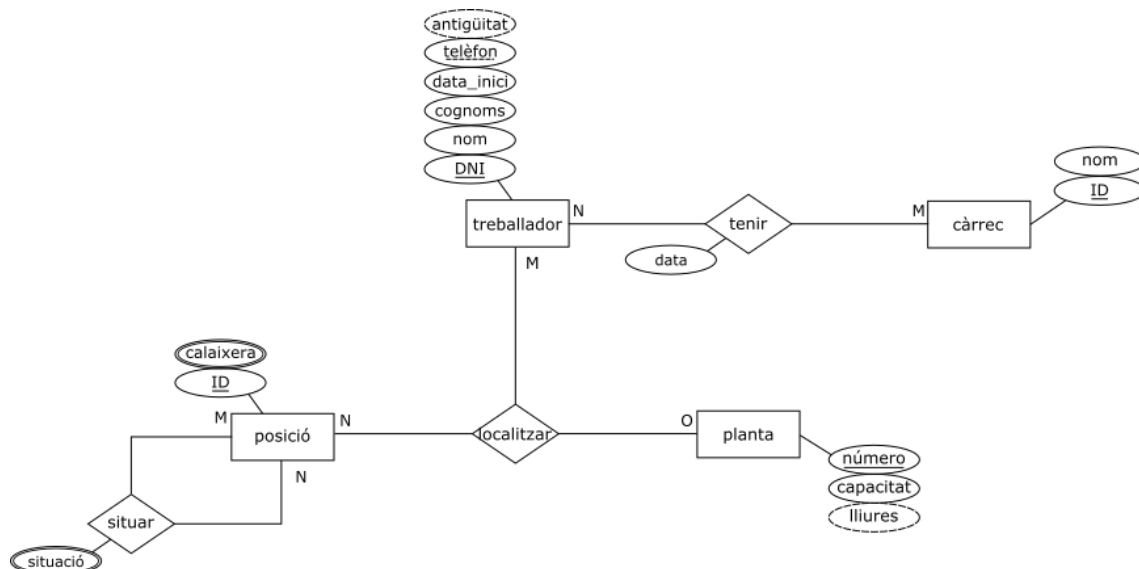 antigüitat
telèfon
data_inici
cognoms
nom
DNI
nom
ID
treballador
N
tenir
M
càrrec
data
M
calaixera
ID
M
posició
N
localitzar
O
planta
número
capacitat
lliures
N
situar
situació